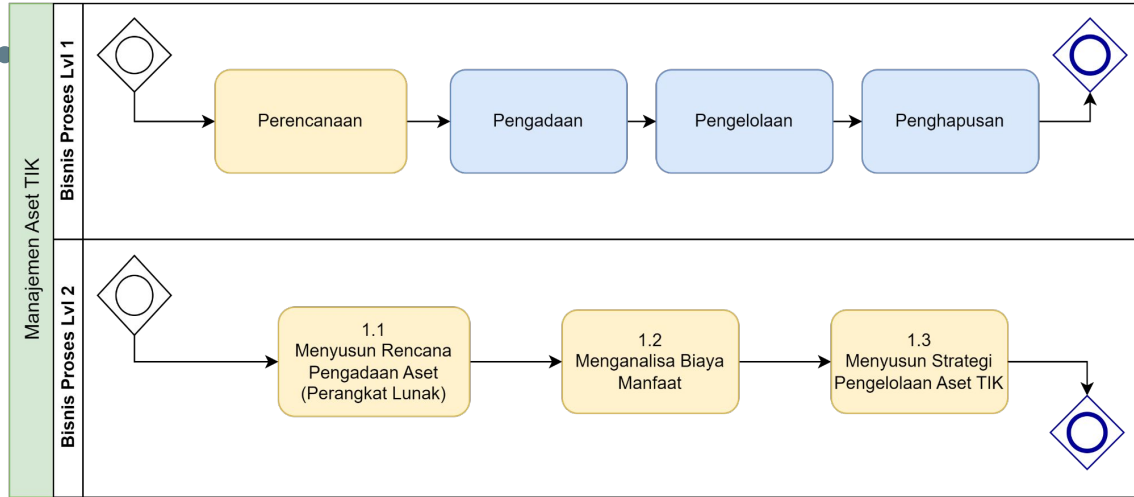 Manajemen Aset TIK
Bisnis Proses Lvl 1
Perencanaan
Pengadaan
Pengelolaan
Penghapusan
Bisnis Proses Lvl 2
1.1
Menyusun Rencana
Pengadaan Aset
(Perangkat Lunak)
1.2
Menganalisa Biaya
Manfaat
1.3
Menyusun Strategi
Pengelolaan Aset TIK